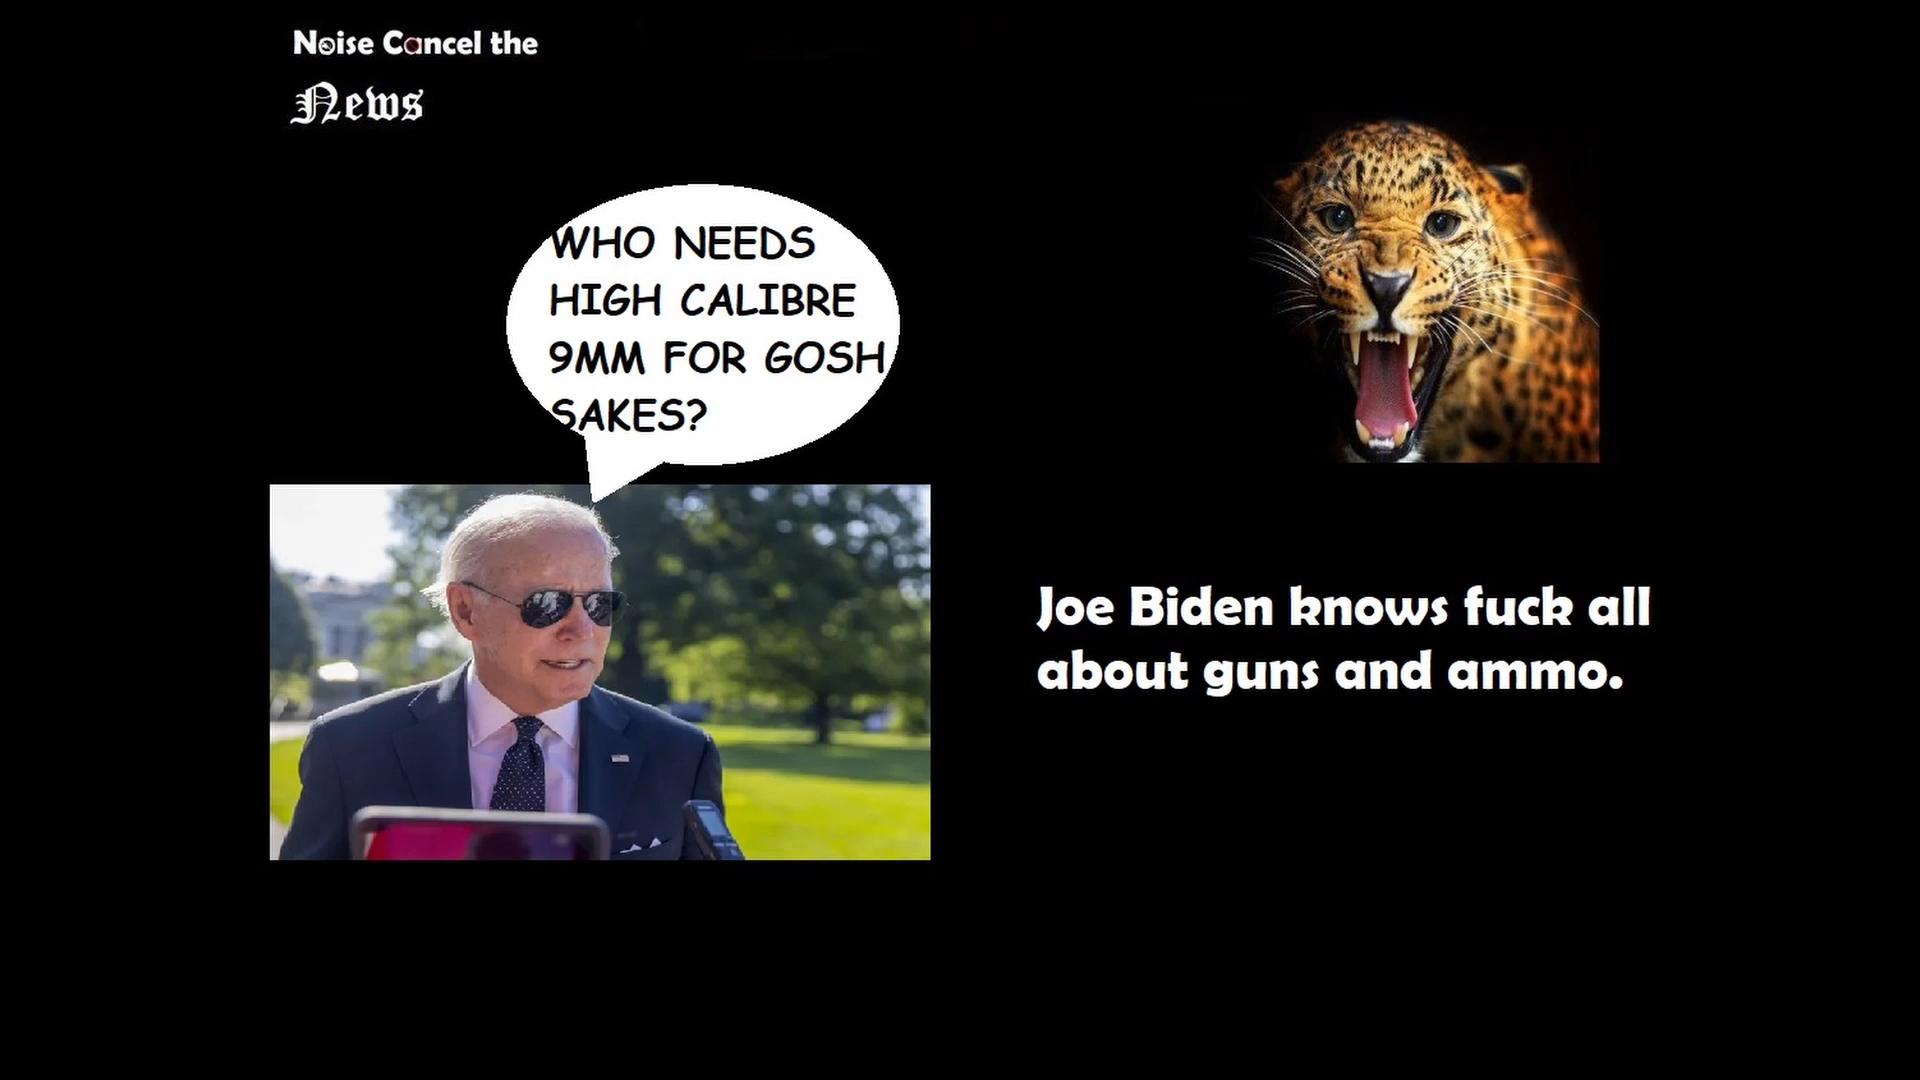 Noise Cancel the
News
WHO NEEDS
HIGH CALIBRE
9MM FOR GOSH
SAKES?
Joe Biden knows fuck all
about guns and ammo.